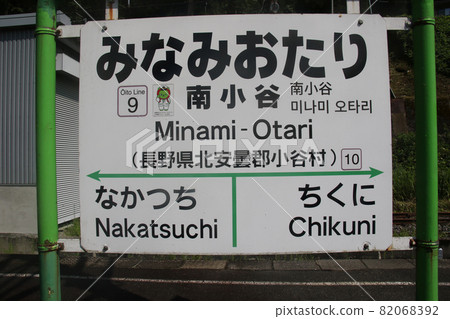 みなみおたり
Ōito Line
9
南小谷
南小谷
미나미 오타리
Minami-Otari
(長野県北安曇郡小谷村)
10
なかつち
ちくに
Nakatsuchi
Chikuni
82068392